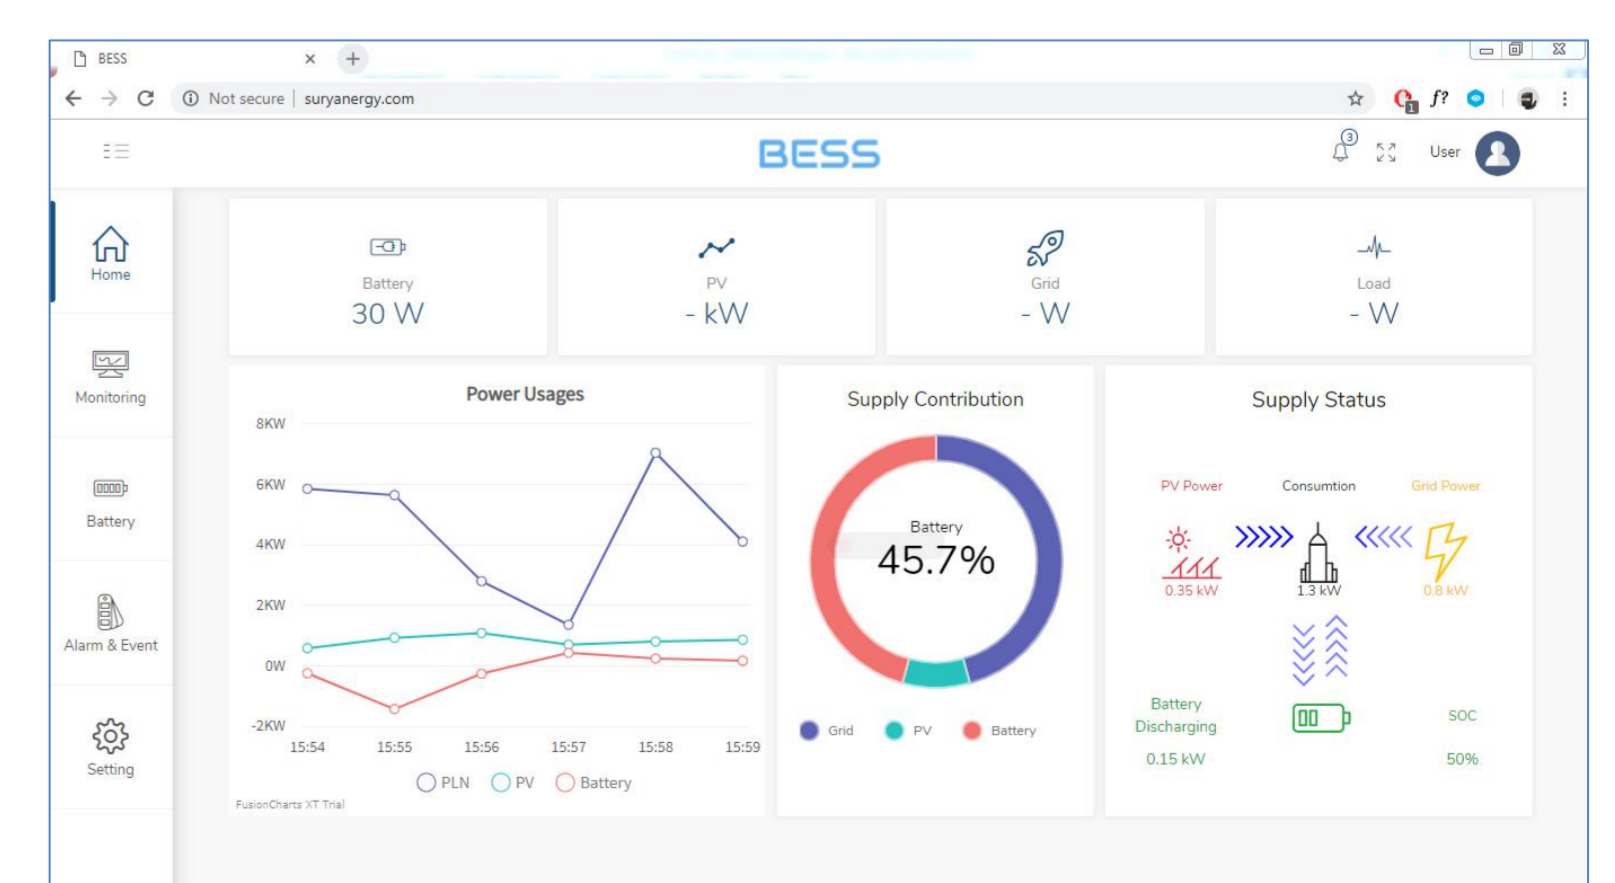 BESS
Not secure | suryanergy.com
1
f?
BESS
3
User
Home
Monitoring
Battery
Alarm & Event
Setting
Battery
30 W
PV
- kW
Grid
- W
Load
- W
Power Usages
8KW
6KW
4KW
2KW
0W
-2KW
15:54 15:55 15:56 15:57 15:58 15:59
PLN PV Battery
FusionCharts XT Trial
Supply Contribution
Battery
45.7%
Grid PV Battery
Supply Status
PV Power Consumtion Grid Power
0.35 kW 1.3 kW 0.8 kW
Battery
Discharging
0.15 kW
SOC
50%